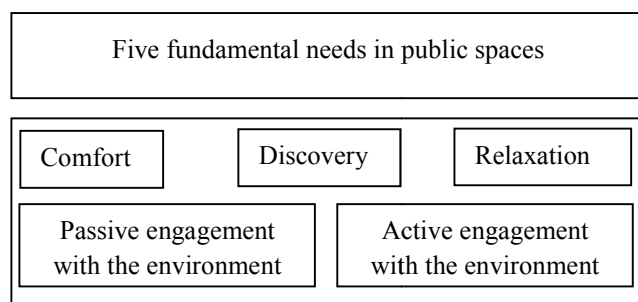 Five fundamental needs in public spaces
Comfort
Discovery
Relaxation
Passive engagement
with the environment
Active engagement
with the environment